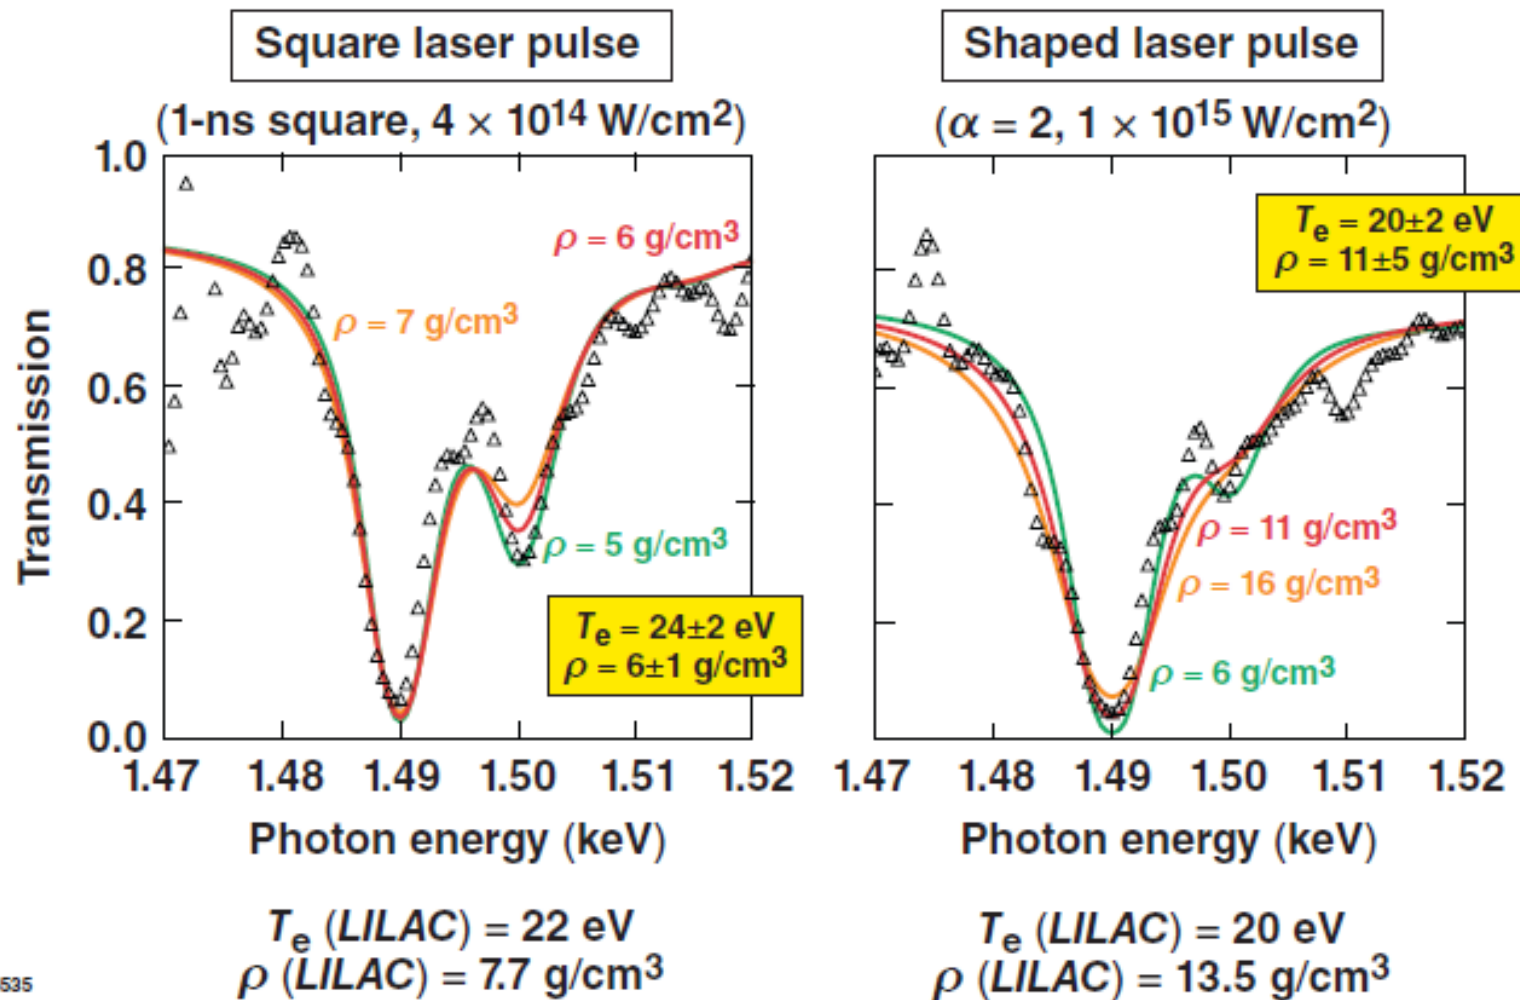 Square laser pulse
(1-ns square, 4 × 10¹⁴ W/cm²)
Transmission
1.0
0.8
0.6
0.4
0.2
0.0
ρ = 6 g/cm³
ρ = 7 g/cm³
ρ = 5 g/cm³
Tₑ = 24±2 eV
ρ = 6±1 g/cm³
1.47 1.48 1.49 1.50 1.51 1.52
Photon energy (keV)
Tₑ (LILAC) = 22 eV
ρ (LILAC) = 7.7 g/cm³
Shaped laser pulse
(α = 2, 1 × 10¹⁵ W/cm²)
Tₑ = 20±2 eV
ρ = 11±5 g/cm³
ρ = 11 g/cm³
ρ = 16 g/cm³
ρ = 6 g/cm³
1.47 1.48 1.49 1.50 1.51 1.52
Photon energy (keV)
Tₑ (LILAC) = 20 eV
ρ (LILAC) = 13.5 g/cm³
535